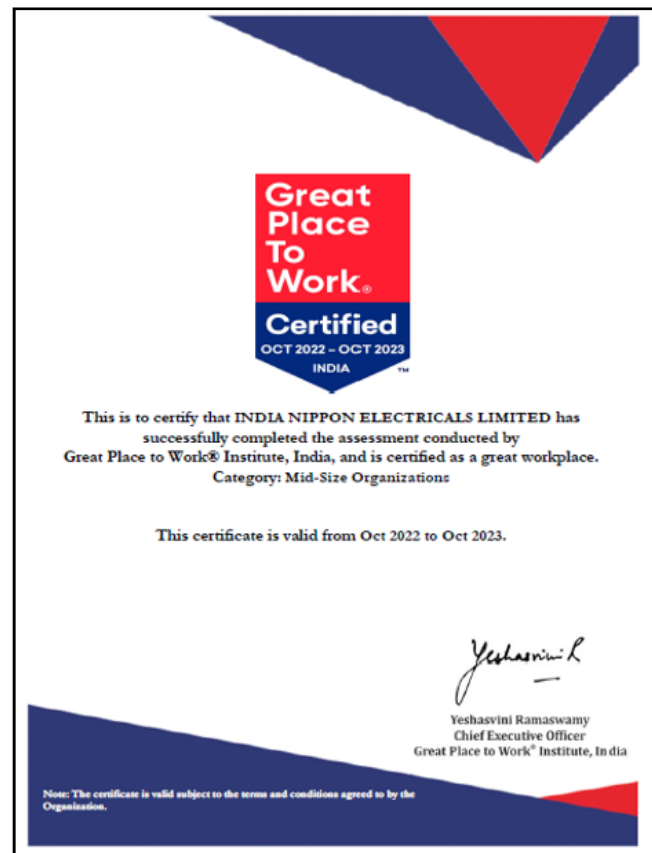 Great
Place
To
Work®
Certified
OCT 2022 – OCT 2023
INDIA
™
This is to certify that INDIA NIPPON ELECTRICALS LIMITED has
successfully completed the assessment conducted by
Great Place to Work® Institute, India, and is certified as a great workplace.
Category: Mid-Size Organizations
This certificate is valid from Oct 2022 to Oct 2023.
Yeshasvini R
Yeshasvini Ramaswamy
Chief Executive Officer
Great Place to Work® Institute, India
Note: The certificate is valid subject to the terms and conditions agreed to by the
Organization.